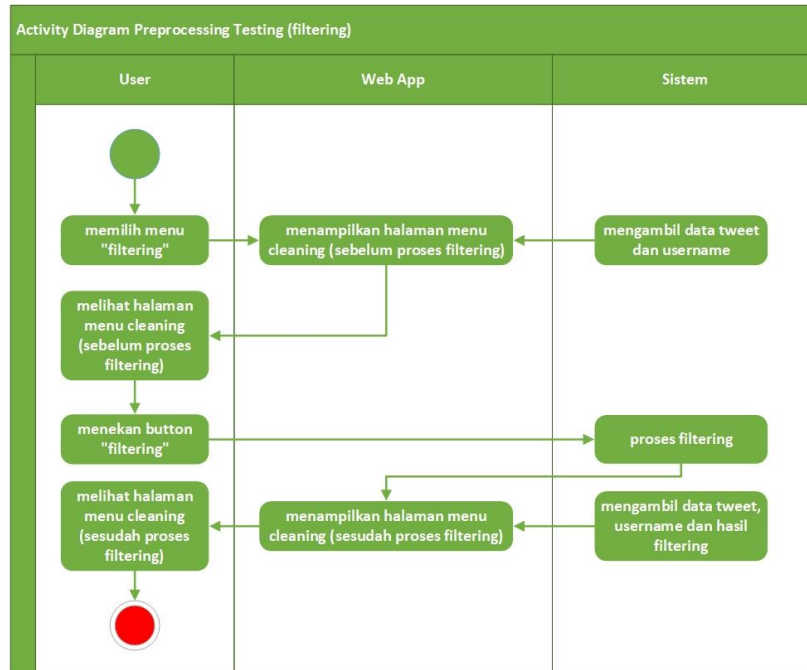 Activity Diagram Preprocessing Testing (filtering)
User
Web App
Sistem
memilih menu
"filtering"
menampilkan halaman menu
cleaning (sebelum proses filtering)
mengambil data tweet
dan username
melihat halaman
menu cleaning
(sebelum proses
filtering)
menekan button
"filtering"
proses filtering
melihat halaman
menu cleaning
(sesudah proses
filtering)
menampilkan halaman menu
cleaning (sesudah proses filtering)
mengambil data tweet,
username dan hasil
filtering